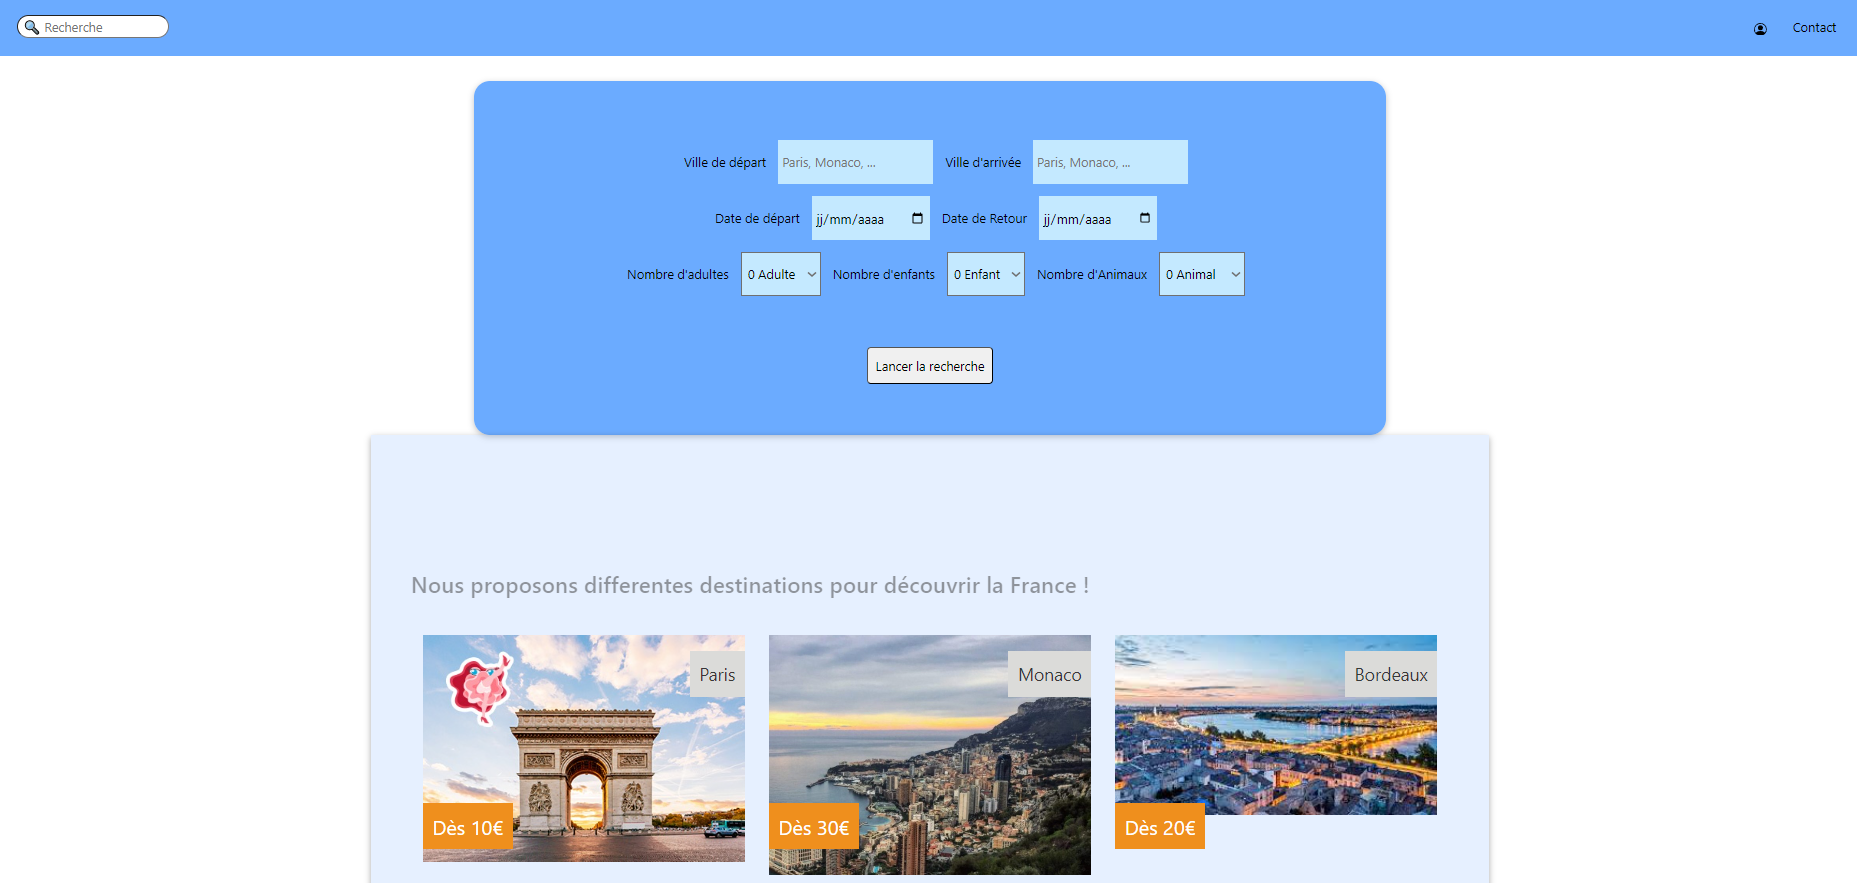 Recherche
Contact
Ville de départ Paris, Monaco, ... Ville d'arrivée Paris, Monaco, ...
Date de départ jj/mm/aaaa Date de Retour jj/mm/aaaa
Nombre d'adultes 0 Adulte Nombre d'enfants 0 Enfant Nombre d'Animaux 0 Animal
Lancer la recherche
Nous proposons differentes destinations pour découvrir la France !
Paris
Monaco
Bordeaux
Dès 10€
Dès 30€
Dès 20€